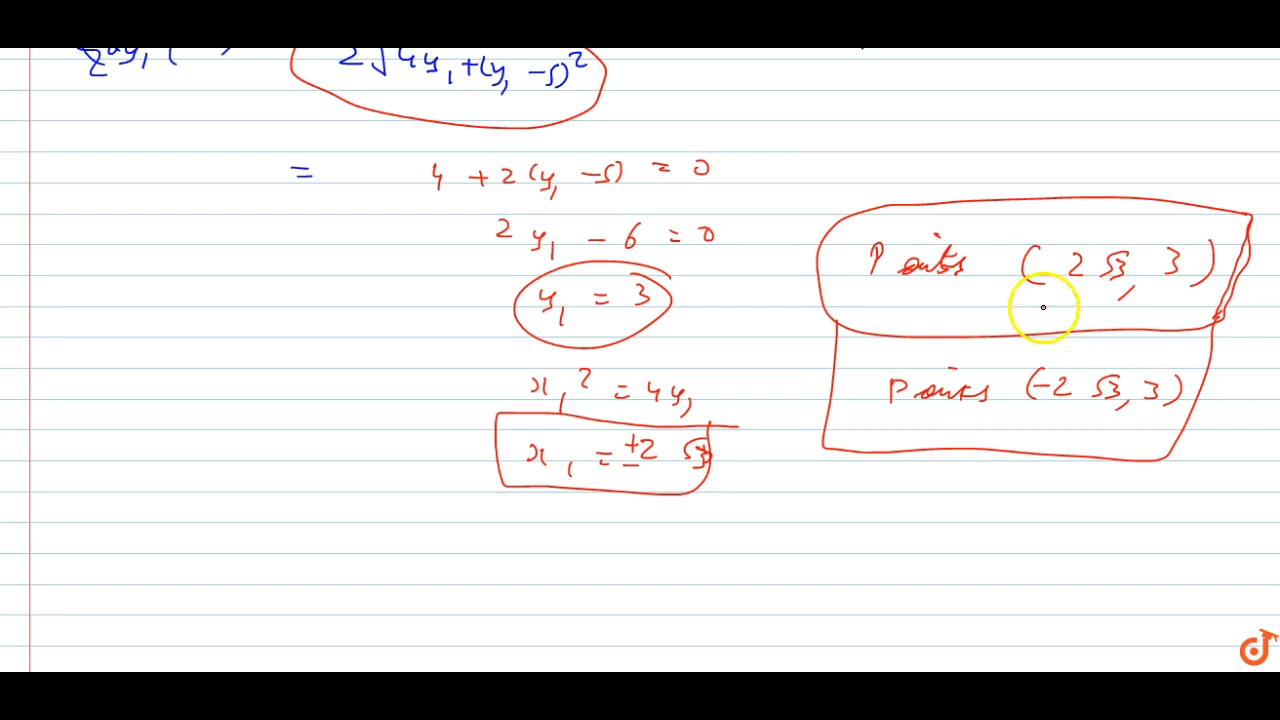 2√4y₁+(y₁-5)²
= 4+2(y₁-5)=0
2y₁-6=0
y₁=3
x₁²=4y₁
x₁=±2√3
Points (2√3, 3)
Points (-2√3, 3)